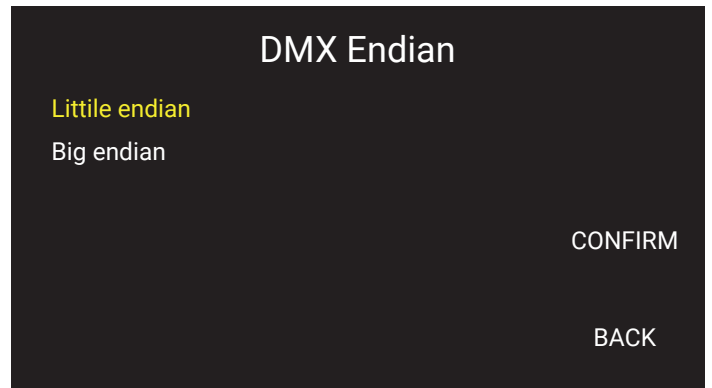 DMX Endian
Littile endian
Big endian
CONFIRM
BACK